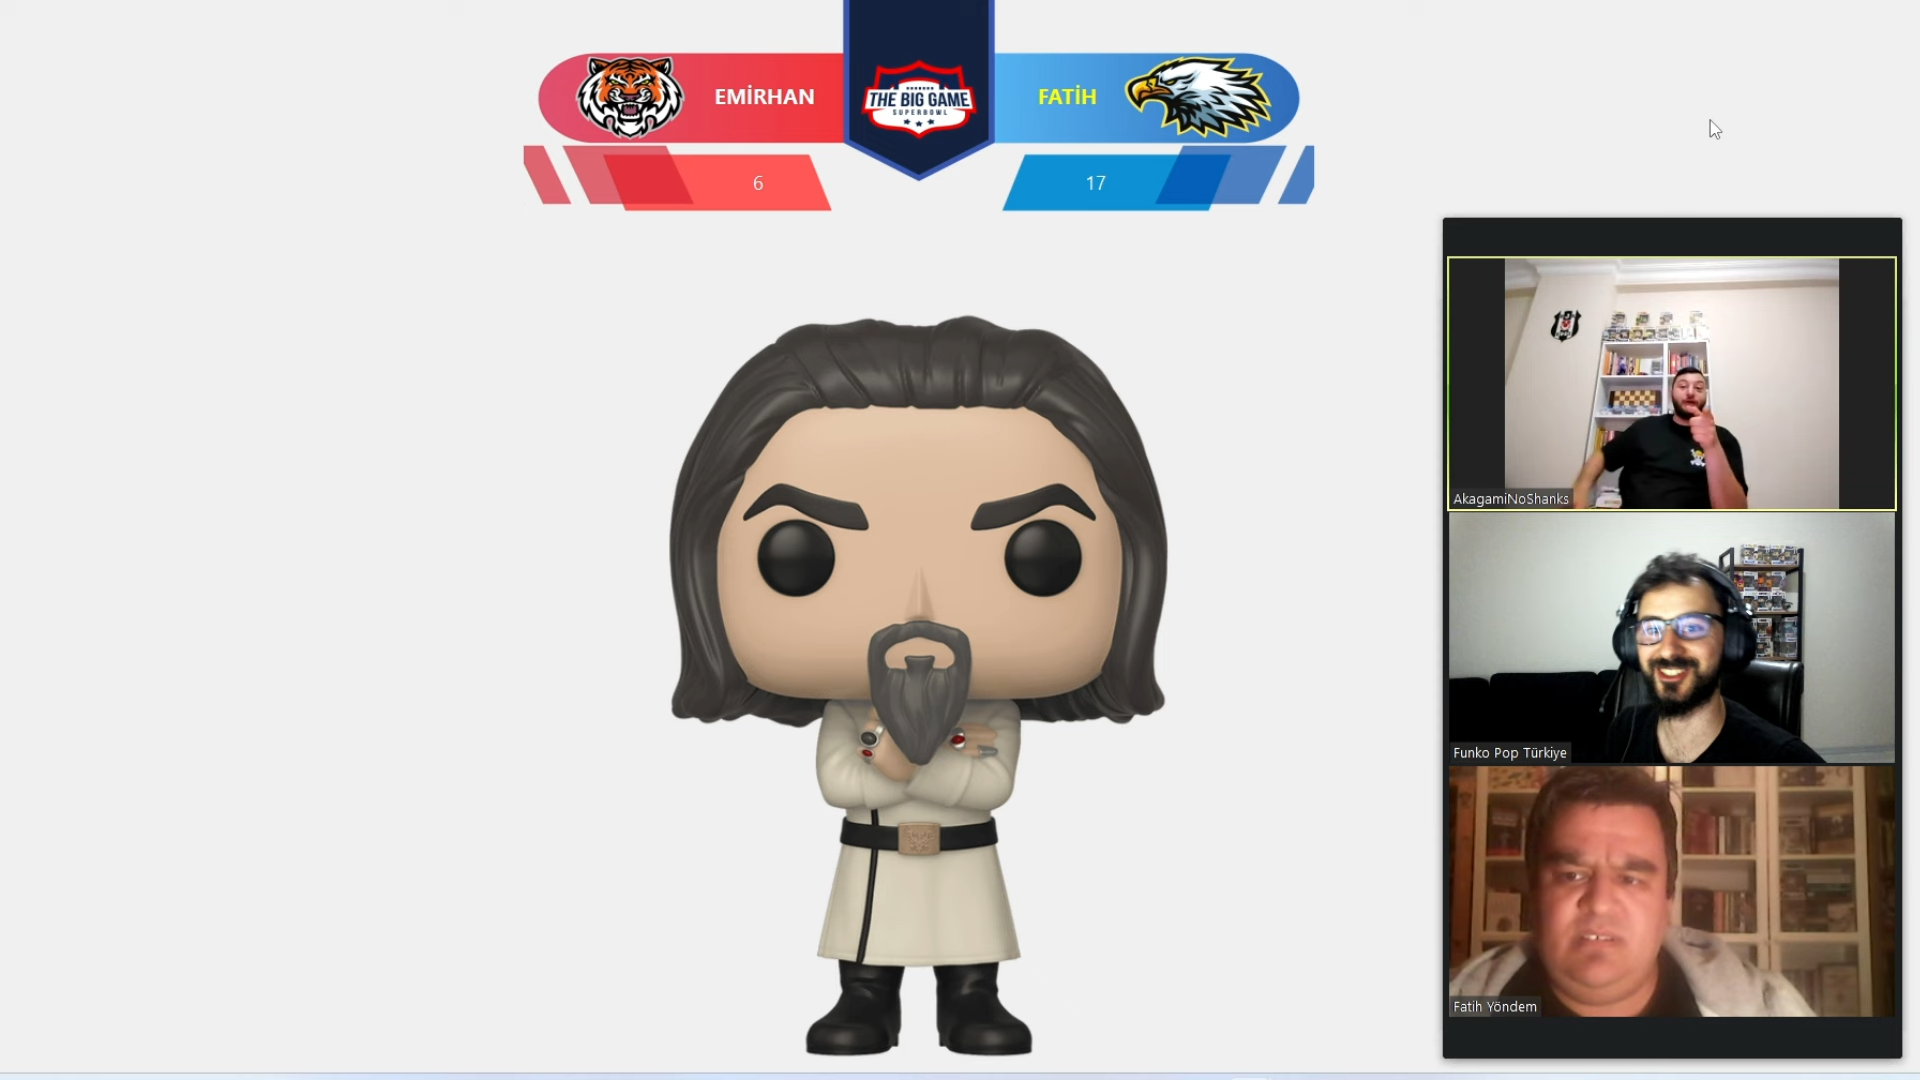 EMİRHAN
THE BIG GAME
SUPERBOWL
FATİH
6
17
AkagamiNoShanks
Funko Pop Türkiye
Fatih Yöndem